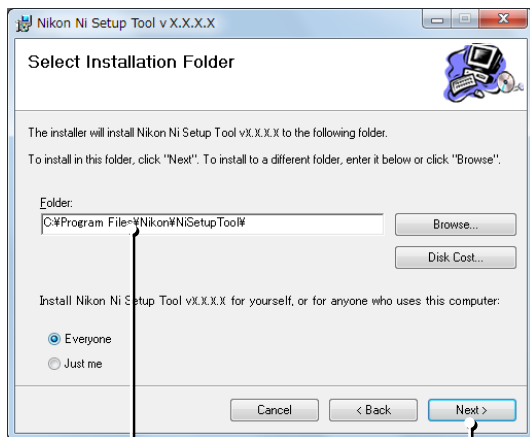 Nikon Ni Setup Tool v X.X.X.X
Select Installation Folder
The installer will install Nikon Ni Setup Tool vX.X.X.X to the following folder.
To install in this folder, click "Next". To install to a different folder, enter it below or click "Browse".
Folder:
C:¥Program Files¥Nikon¥NiSetupTool¥
Browse...
Disk Cost...
Install Nikon Ni Setup Tool vX.X.X.X for yourself, or for anyone who uses this computer:
Everyone
Just me
Cancel
< Back
Next >